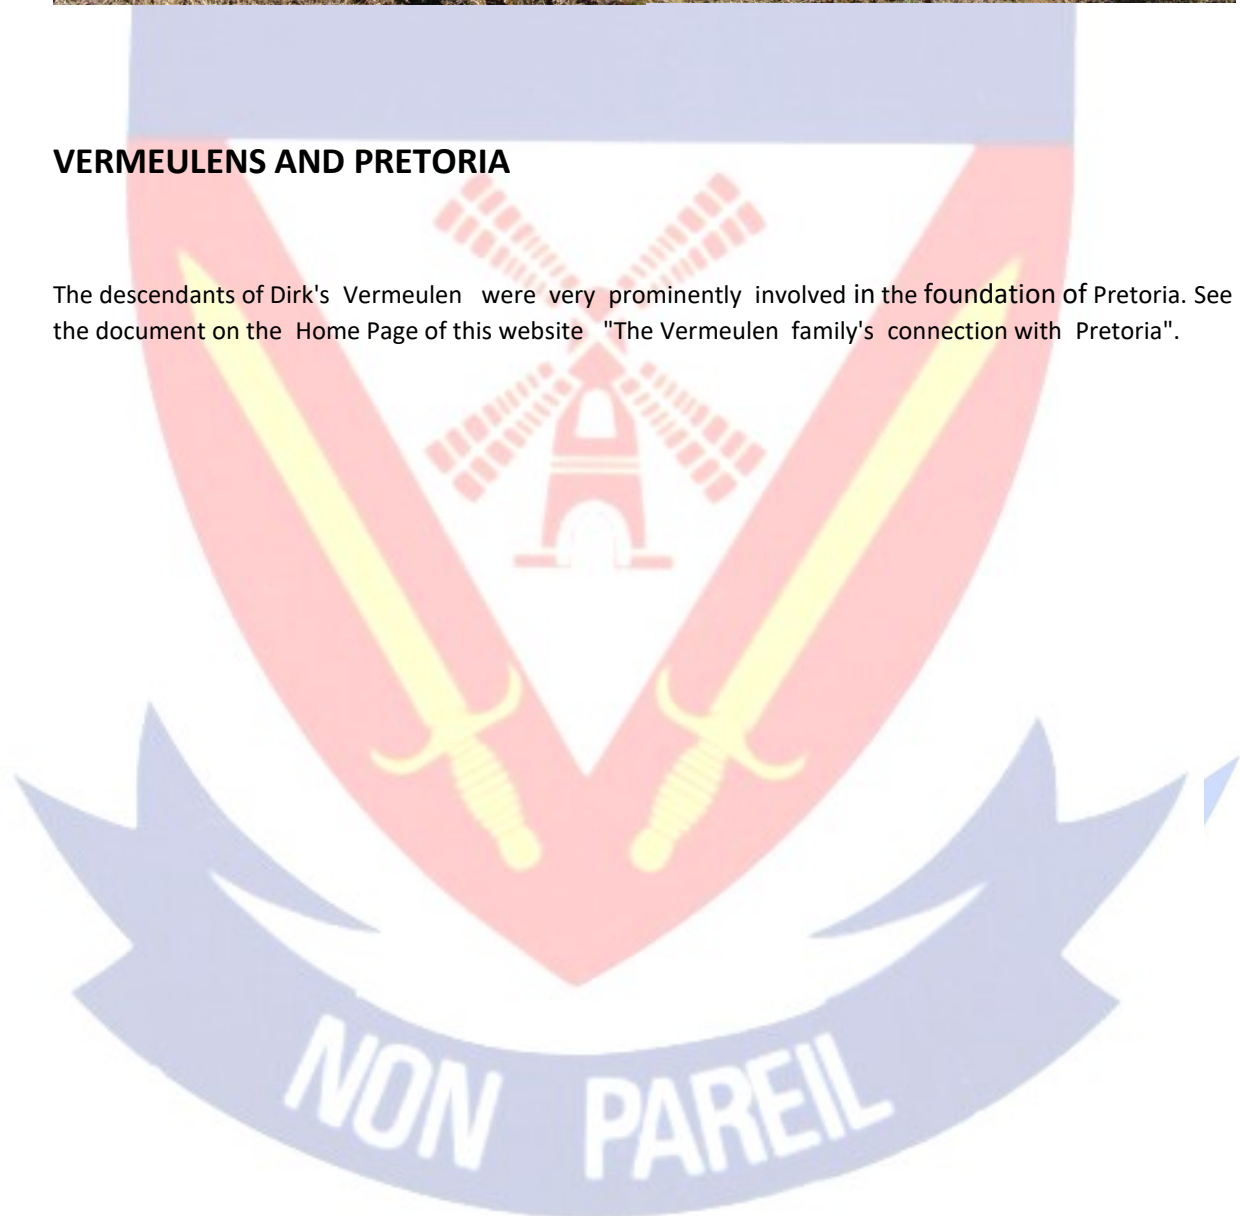 VERMEULENS AND PRETORIA
The descendants of Dirk's Vermeulen were very prominently involved in the foundation of Pretoria. See
the document on the Home Page of this website "The Vermeulen family's connection with Pretoria".
NON PAREIL